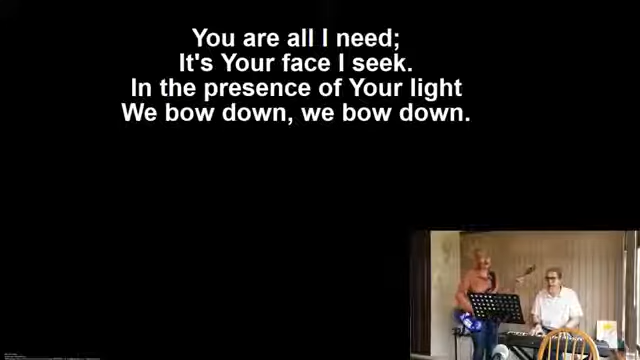 You are all I need;
It's Your face I seek.
In the presence of Your light
We bow down, we bow down.